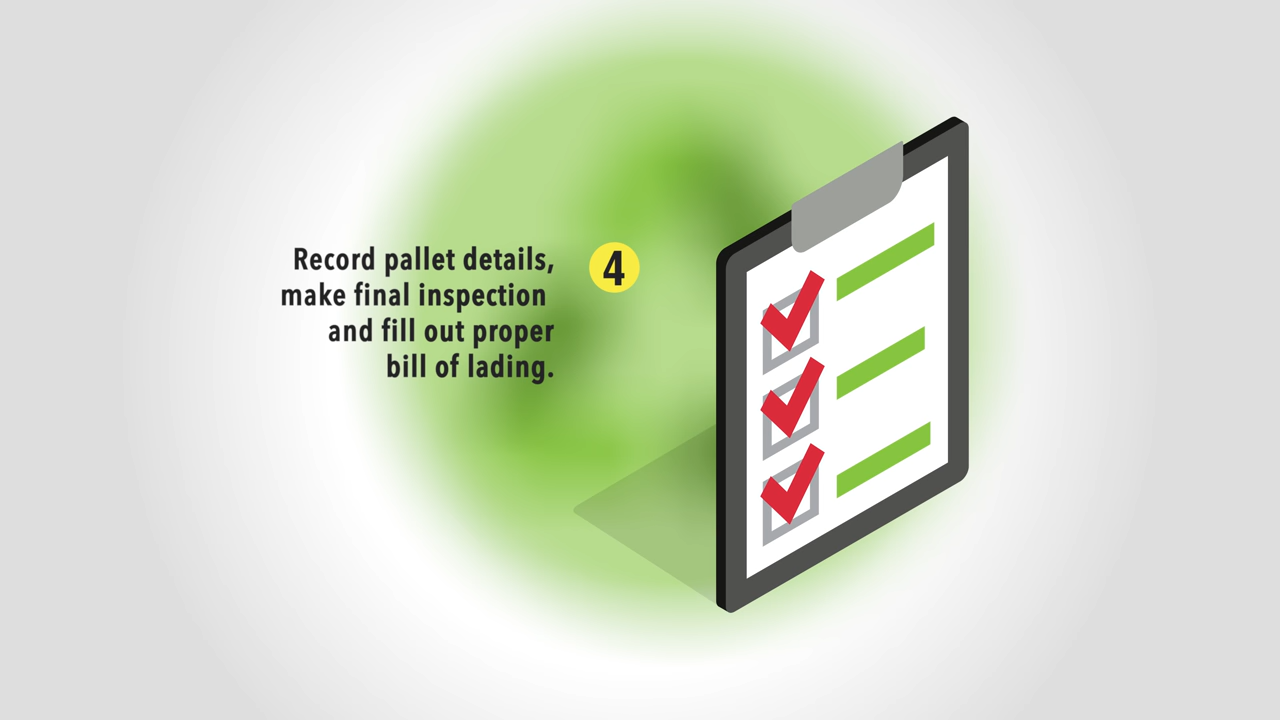 Record pallet details,
make final inspection
and fill out proper
bill of lading.
4